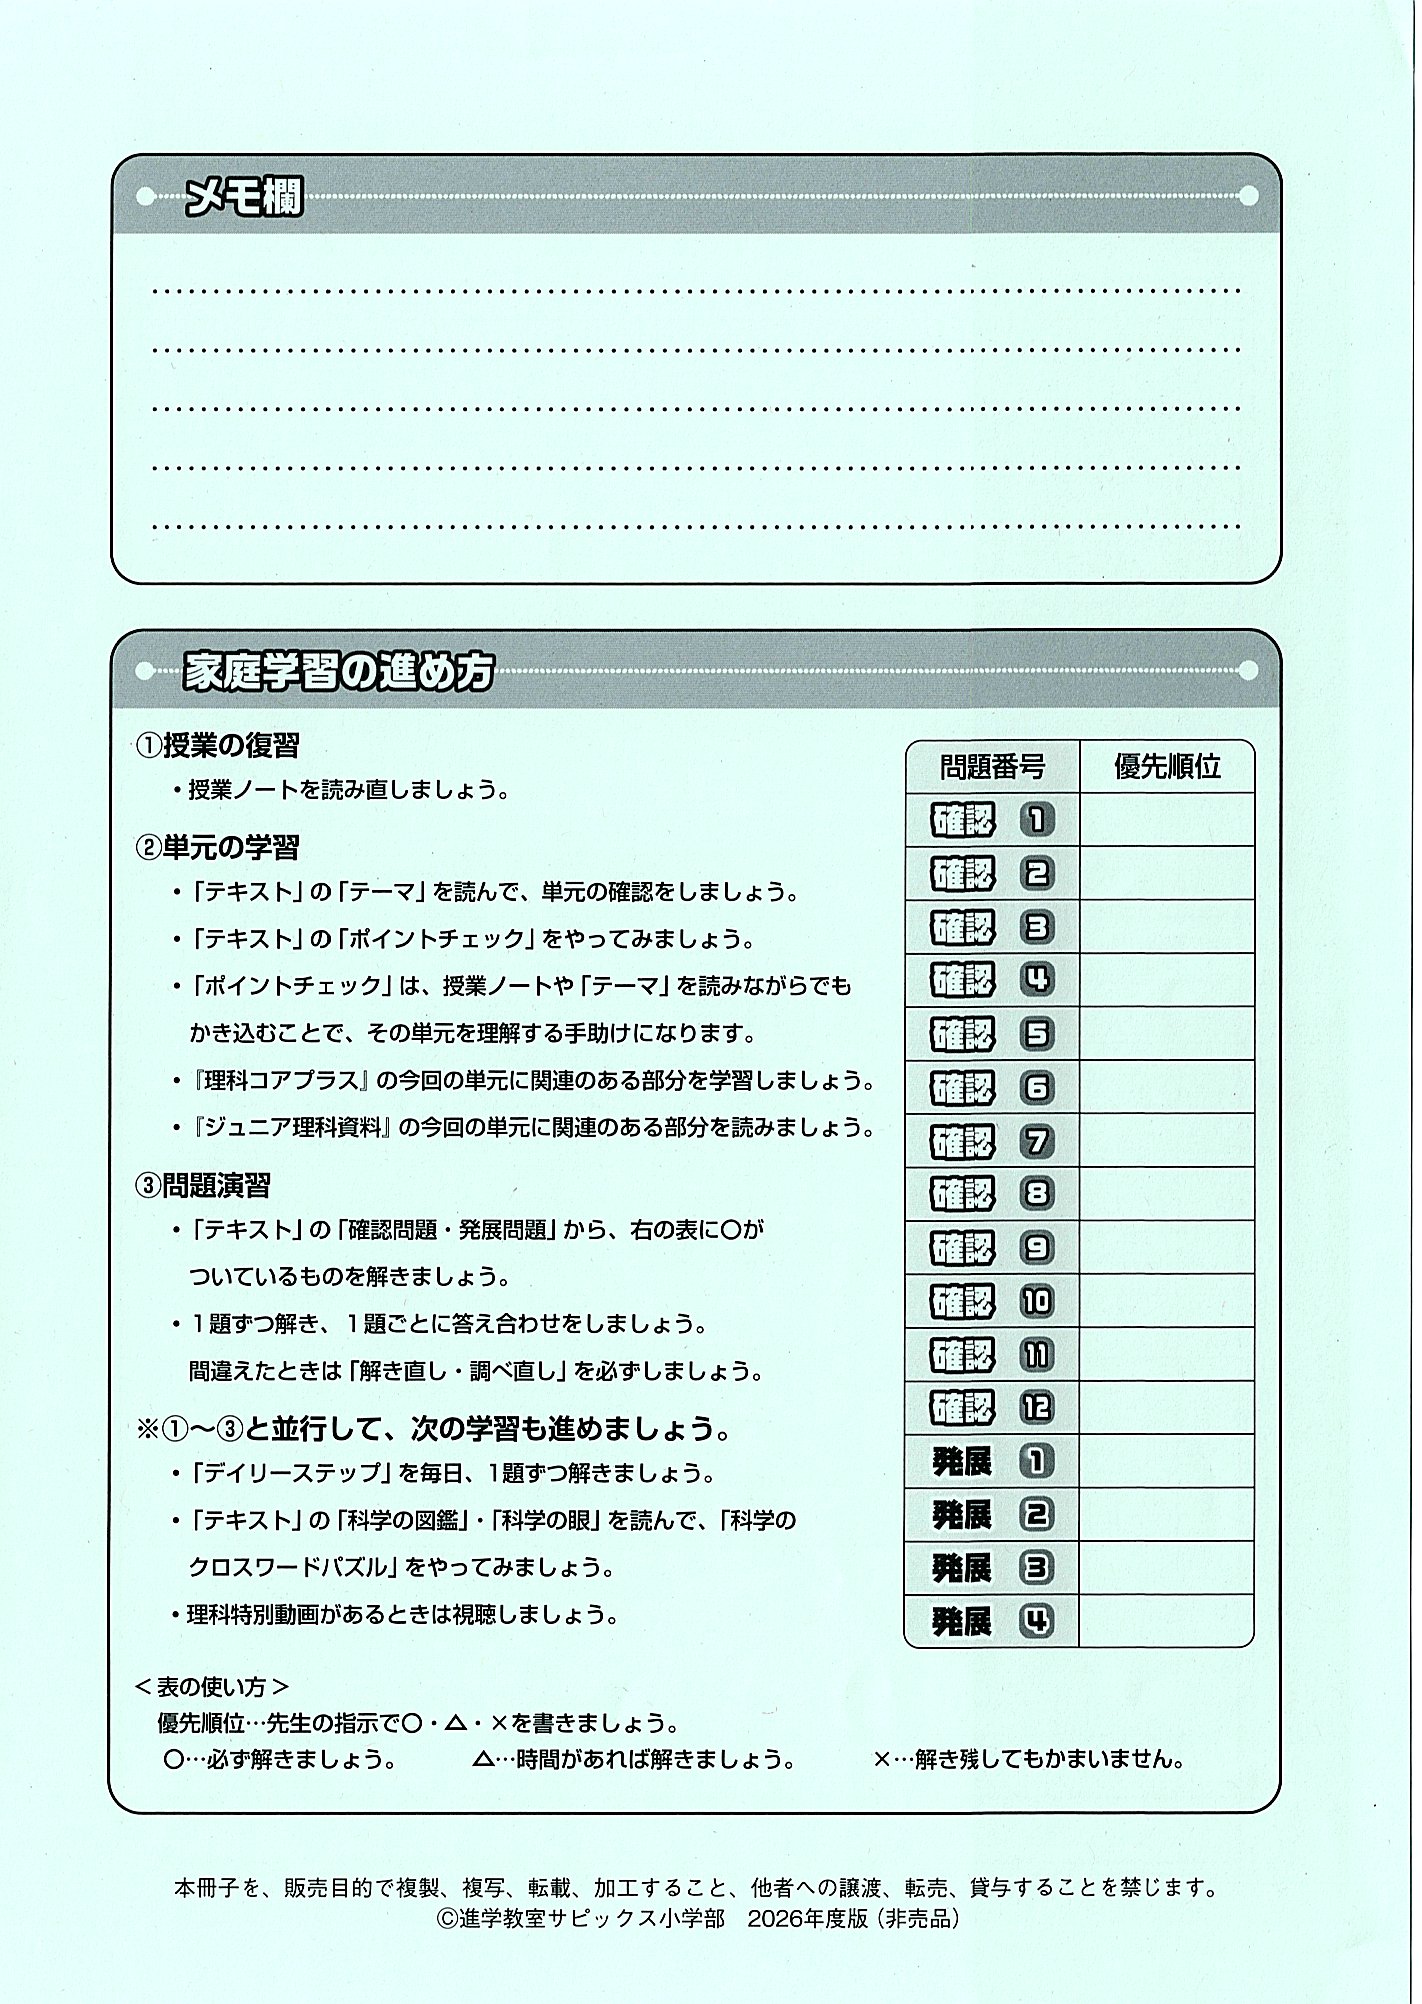 メモ欄
家庭学習の進め方
①授業の復習
・授業ノートを読み直しましょう。
②単元の学習
・「テキスト」の「テーマ」を読んで、単元の確認をしましょう。
・「テキスト」の「ポイントチェック」をやってみましょう。
・「ポイントチェック」は、授業ノートや「テーマ」を読みながらでも
かき込むことで、その単元を理解する手助けになります。
・『理科コアプラス』の今回の単元に関連のある部分を学習しましょう。
・『ジュニア理科資料』の今回の単元に関連のある部分を読みましょう。
③問題演習
・「テキスト」の「確認問題・発展問題」から、右の表に〇が
ついているものを解きましょう。
・１題ずつ解き、１題ごとに答え合わせをしましょう。
間違えたときは「解き直し・調べ直し」を必ずしましょう。
※①〜③と並行して、次の学習も進めましょう。
・「デイリーステップ」を毎日、1題ずつ解きましょう。
・「テキスト」の「科学の図鑑」・「科学の眼」を読んで、「科学の
クロスワードパズル」をやってみましょう。
・理科特別動画があるときは視聴しましょう。
問題番号 優先順位
確認 1
確認 2
確認 3
確認 4
確認 5
確認 6
確認 7
確認 8
確認 9
確認 10
確認 11
確認 12
発展 1
発展 2
発展 3
発展 4
＜表の使い方＞
優先順位…先生の指示で〇・△・×を書きましょう。
〇…必ず解きましょう。 △…時間があれば解きましょう。 ×…解き残してもかまいません。
本冊子を、販売目的で複製、複写、転載、加工すること、他者への譲渡、転売、貸与することを禁じます。
©進学教室サピックス小学部 2026年度版（非売品）